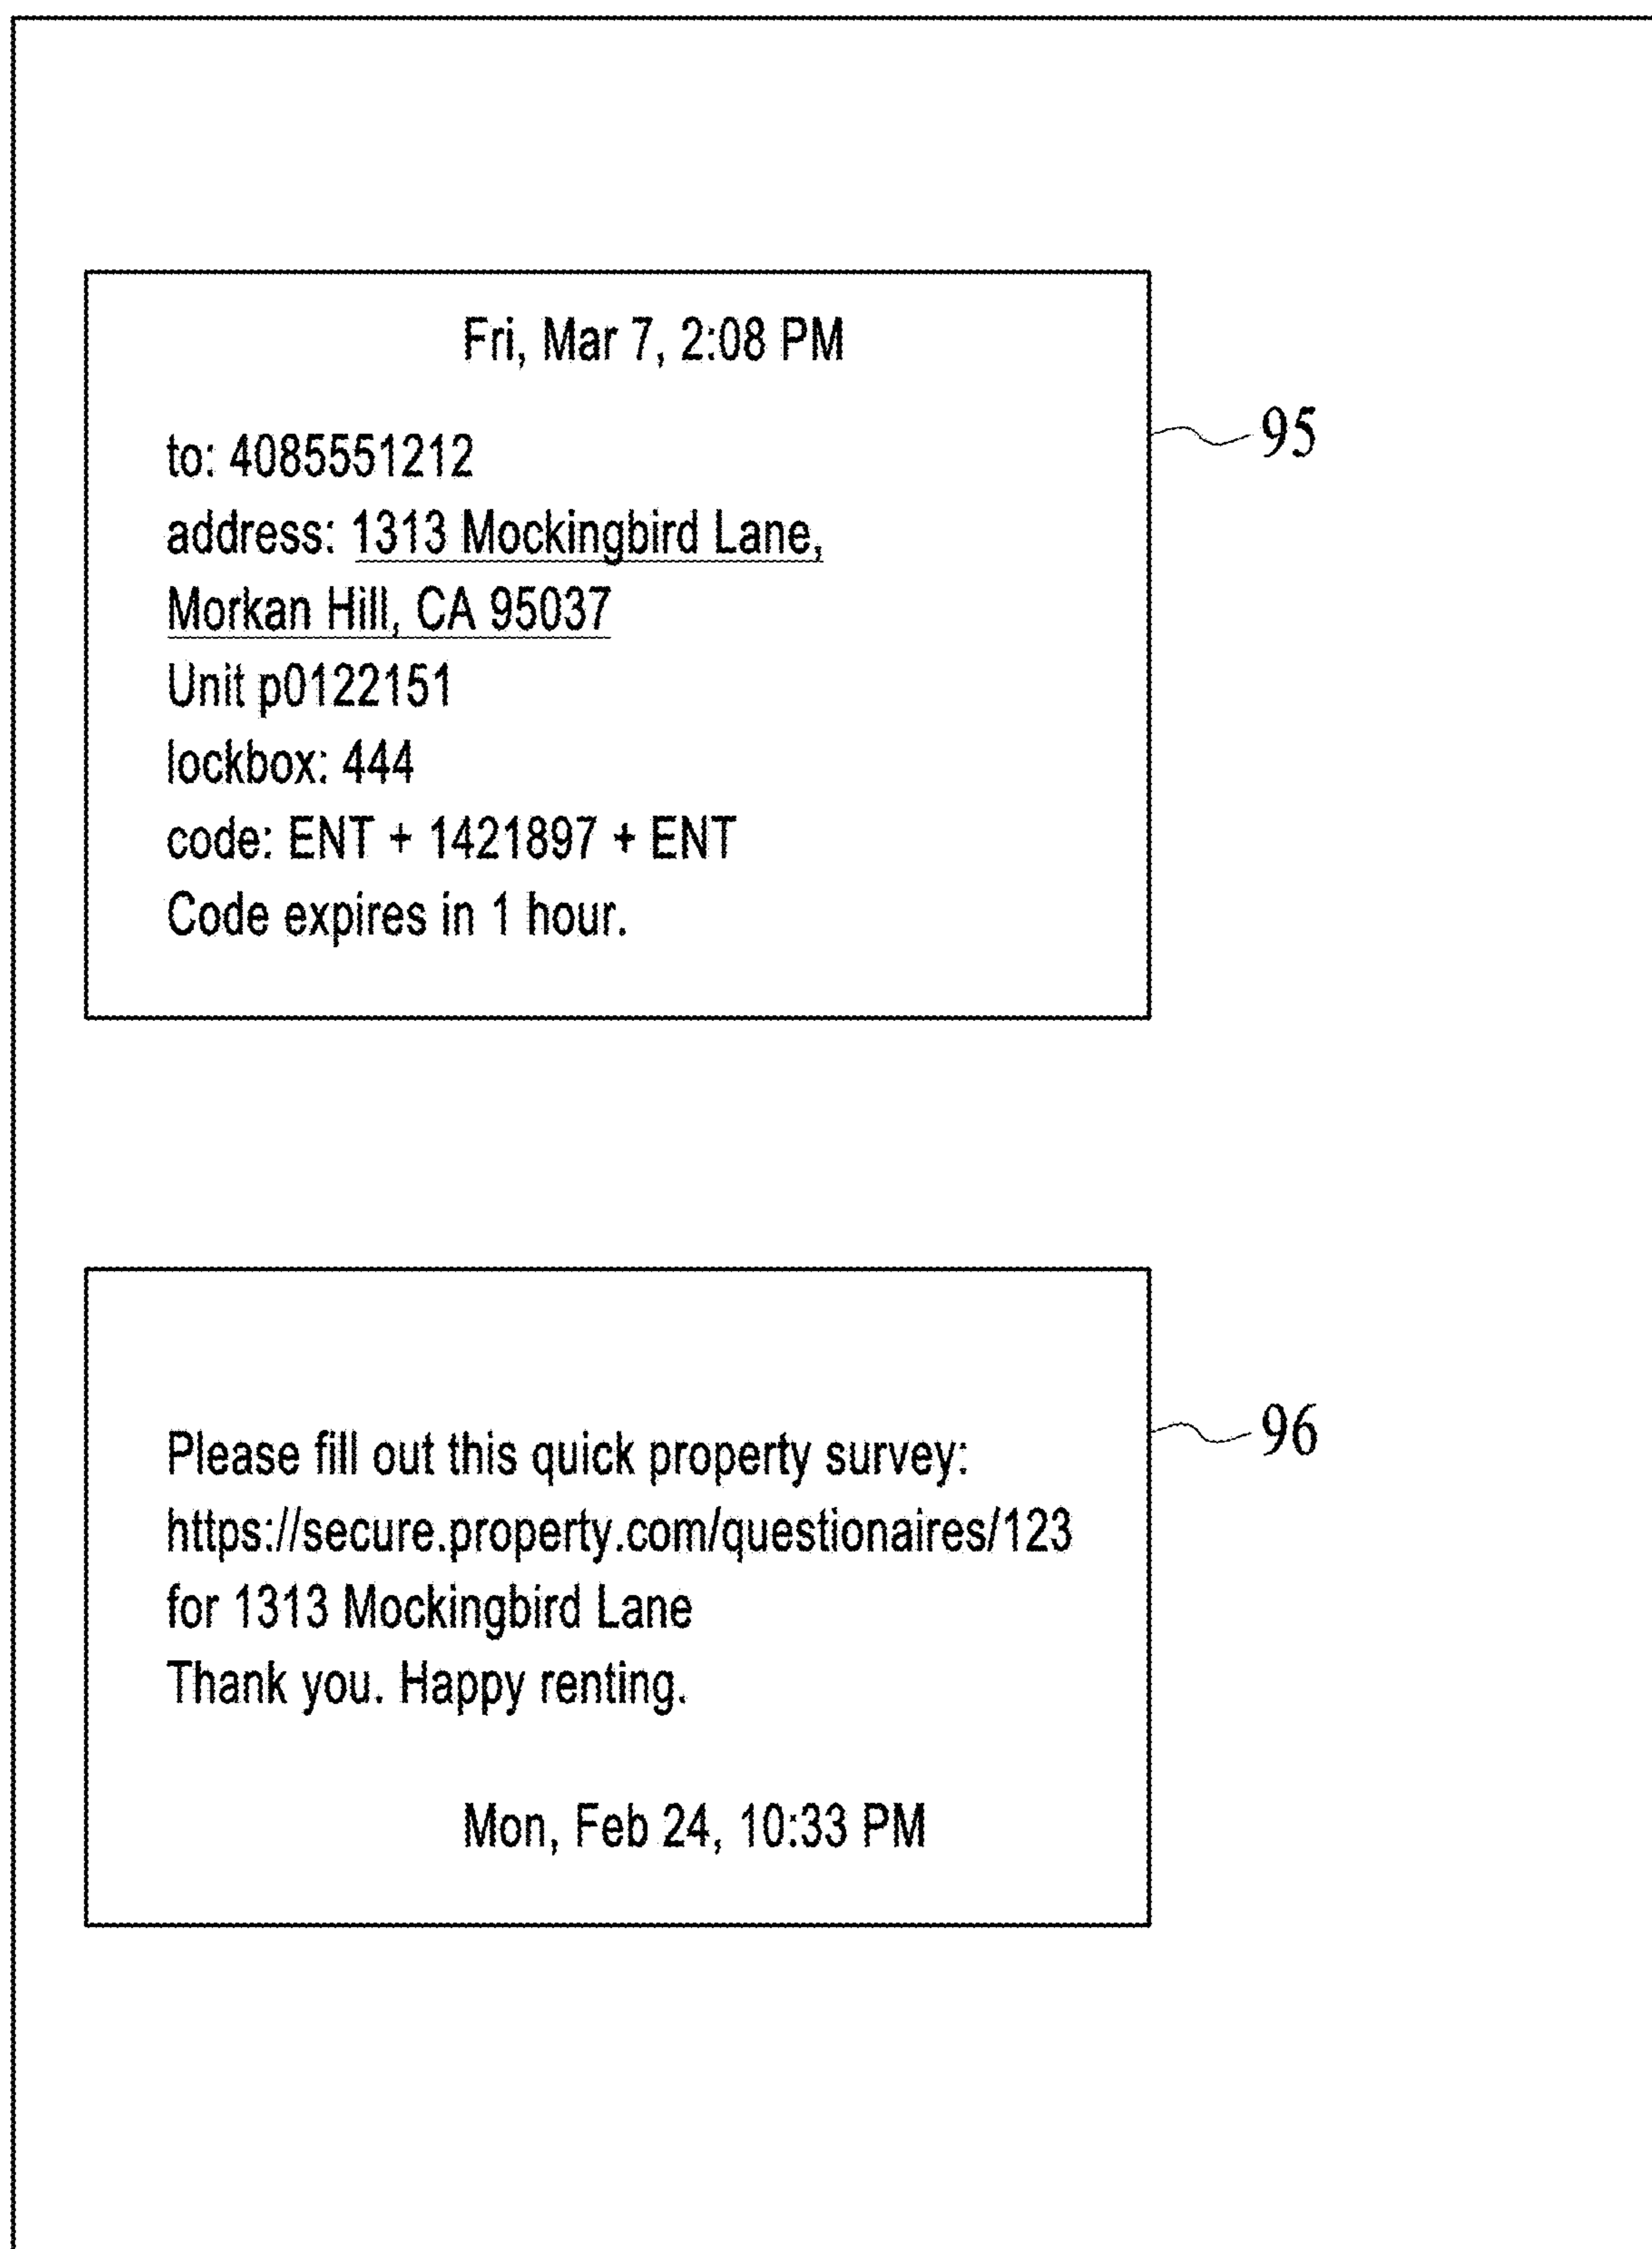 Fri, Mar 7, 2:08 PM
95
to: 4085551212
address: 1313 Mockingbird Lane,
Morkan Hill, CA 95037
Unit p0122151
lockbox: 444
code: ENT + 1421897 + ENT
Code expires in 1 hour.
96
Please fill out this quick property survey:
https://secure.property.com/questionaires/123
for 1313 Mockingbird Lane
Thank you. Happy renting.
Mon, Feb 24, 10:33 PM